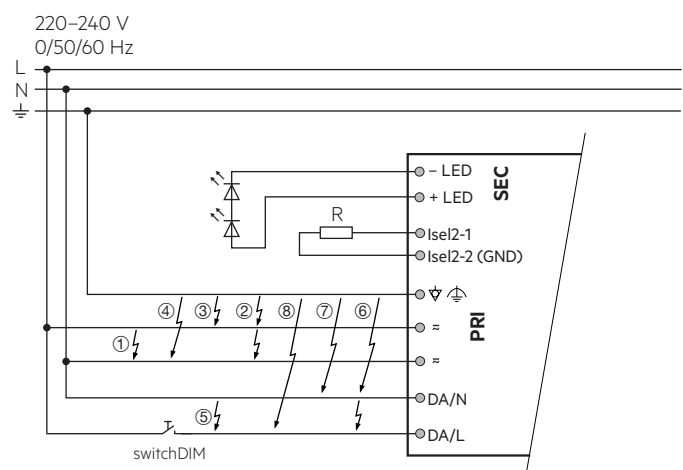 220–240 V
0/50/60 Hz
L
N
– LED
+ LED
SEC
R
Isel2-1
Isel2-2 (GND)
④ ③ ② ⑧ ⑦ ⑥
≈
PRI
①
≈
DA/N
⑤
DA/L
switchDIM